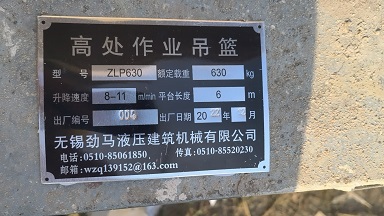 高处作业吊篮
型号 ZLP630 额定载重 630 kg
升降速度 8-11 m/min 平台长度 6 m
出厂编号 004 出厂日期 20 年 月
无锡劲马液压建筑机械有限公司
电话:0510-85061850 传真:0510-85520230
邮箱:wzq139152@163.com